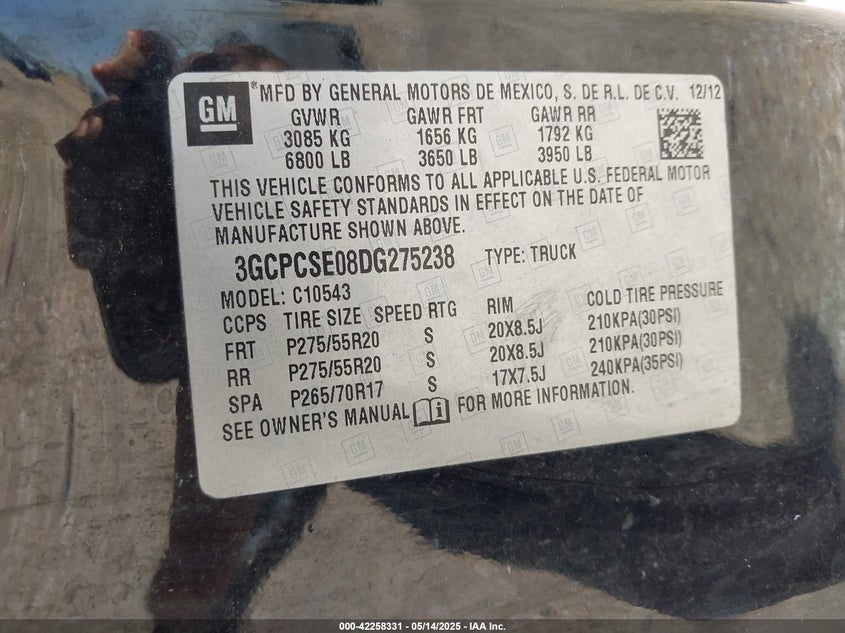 GM ® MFD BY GENERAL MOTORS DE MEXICO, S. DE R.L. DE C.V. 12/12
GVWR GAWR FRT GAWR RR
3085 KG 1656 KG 1792 KG
6800 LB 3650 LB 3950 LB
THIS VEHICLE CONFORMS TO ALL APPLICABLE U.S. FEDERAL MOTOR
VEHICLE SAFETY STANDARDS IN EFFECT ON THE DATE OF
MANUFACTURE SHOWN ABOVE.
3GCPCSE08DG275238 TYPE: TRUCK
MODEL: C10543
CCPS TIRE SIZE SPEED RTG RIM COLD TIRE PRESSURE
FRT P275/55R20 S 20X8.5J 210KPA(30PSI)
RR P275/55R20 S 20X8.5J 210KPA(30PSI)
SPA P265/70R17 S 17X7.5J 240KPA(35PSI)
SEE OWNER'S MANUAL FOR MORE INFORMATION.
000-42258331 - 05/14/2025 - IAA Inc.